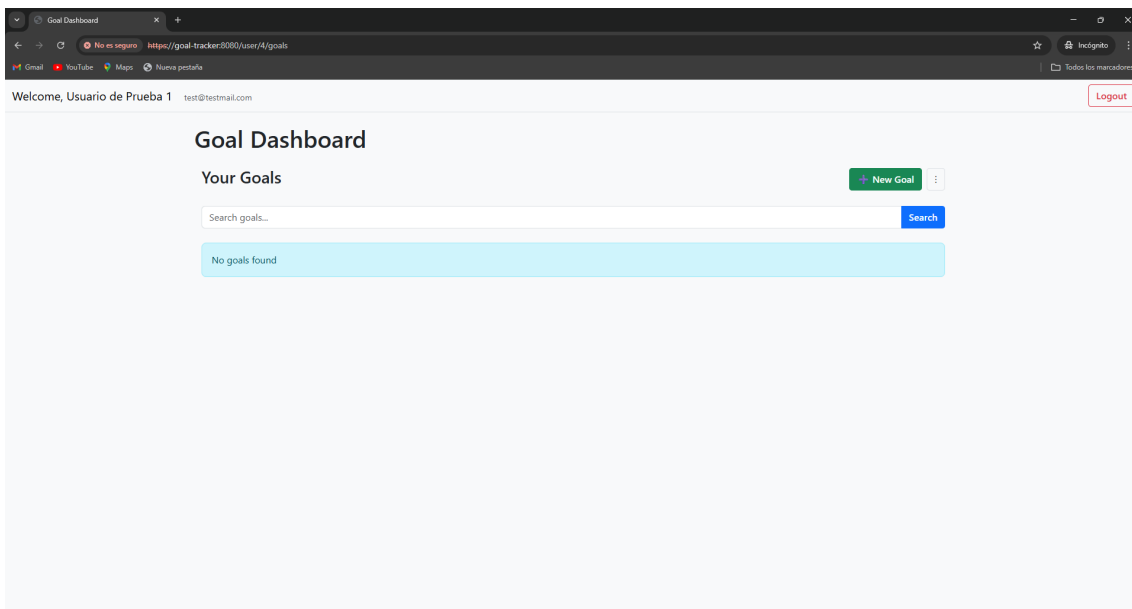 Goal Dashboard
No es seguro https://goal-tracker:8080/user/4/goals Incógnito
Gmail YouTube Maps Nueva pestaña Todos los marcadores
Welcome, Usuario de Prueba 1 test@testmail.com Logout
Goal Dashboard
Your Goals New Goal
Search goals... Search
No goals found